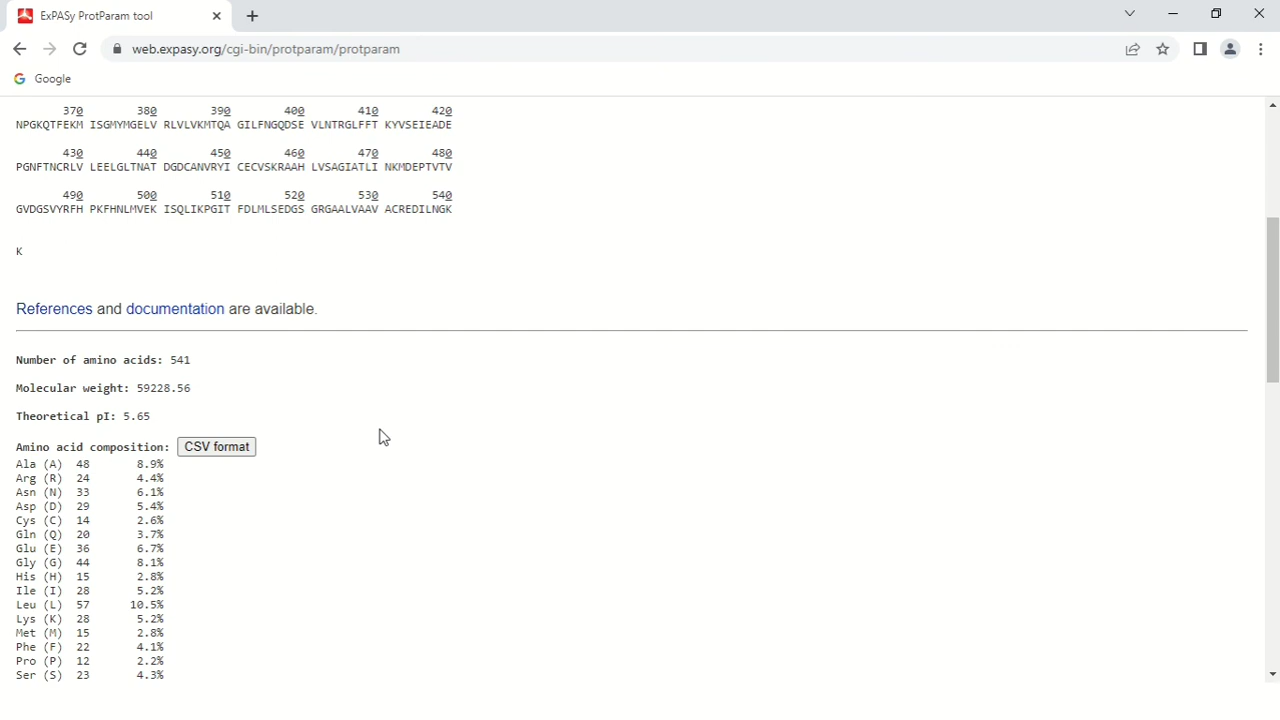 ExPASy ProtParam tool
web.expasy.org/cgi-bin/protparam/protparam
Google
370 380 390 400 410 420
NPGKQTFEKM ISGMYMGELV RLVLVKMTQA GILFNGQDSE VLNTRGLFFT KYVSEIEADE
430 440 450 460 470 480
PGNFTNCRLV LEELGLTNAT DGDCANVRYI CECVSKRAAH LVSAGIATLI NKMDEPTVTV
490 500 510 520 530 540
GVDGSVYRFH PKFHNLMVEK ISQLIKPGIT FDLMLSEDGS GRGAALVAAV ACREDILNGK
K
References and documentation are available.
Number of amino acids: 541
Molecular weight: 59228.56
Theoretical pI: 5.65
Amino acid composition: CSV format
Ala (A) 48 8.9%
Arg (R) 24 4.4%
Asn (N) 33 6.1%
Asp (D) 29 5.4%
Cys (C) 14 2.6%
Gln (Q) 20 3.7%
Glu (E) 36 6.7%
Gly (G) 44 8.1%
His (H) 15 2.8%
Ile (I) 28 5.2%
Leu (L) 57 10.5%
Lys (K) 28 5.2%
Met (M) 15 2.8%
Phe (F) 22 4.1%
Pro (P) 12 2.2%
Ser (S) 23 4.3%